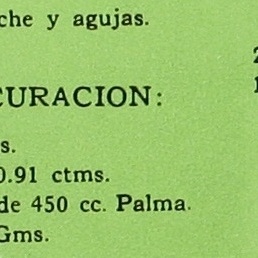 che y agujas.
CURACION:
s.
0.91 ctms.
de 450 cc. Palma.
Gms.